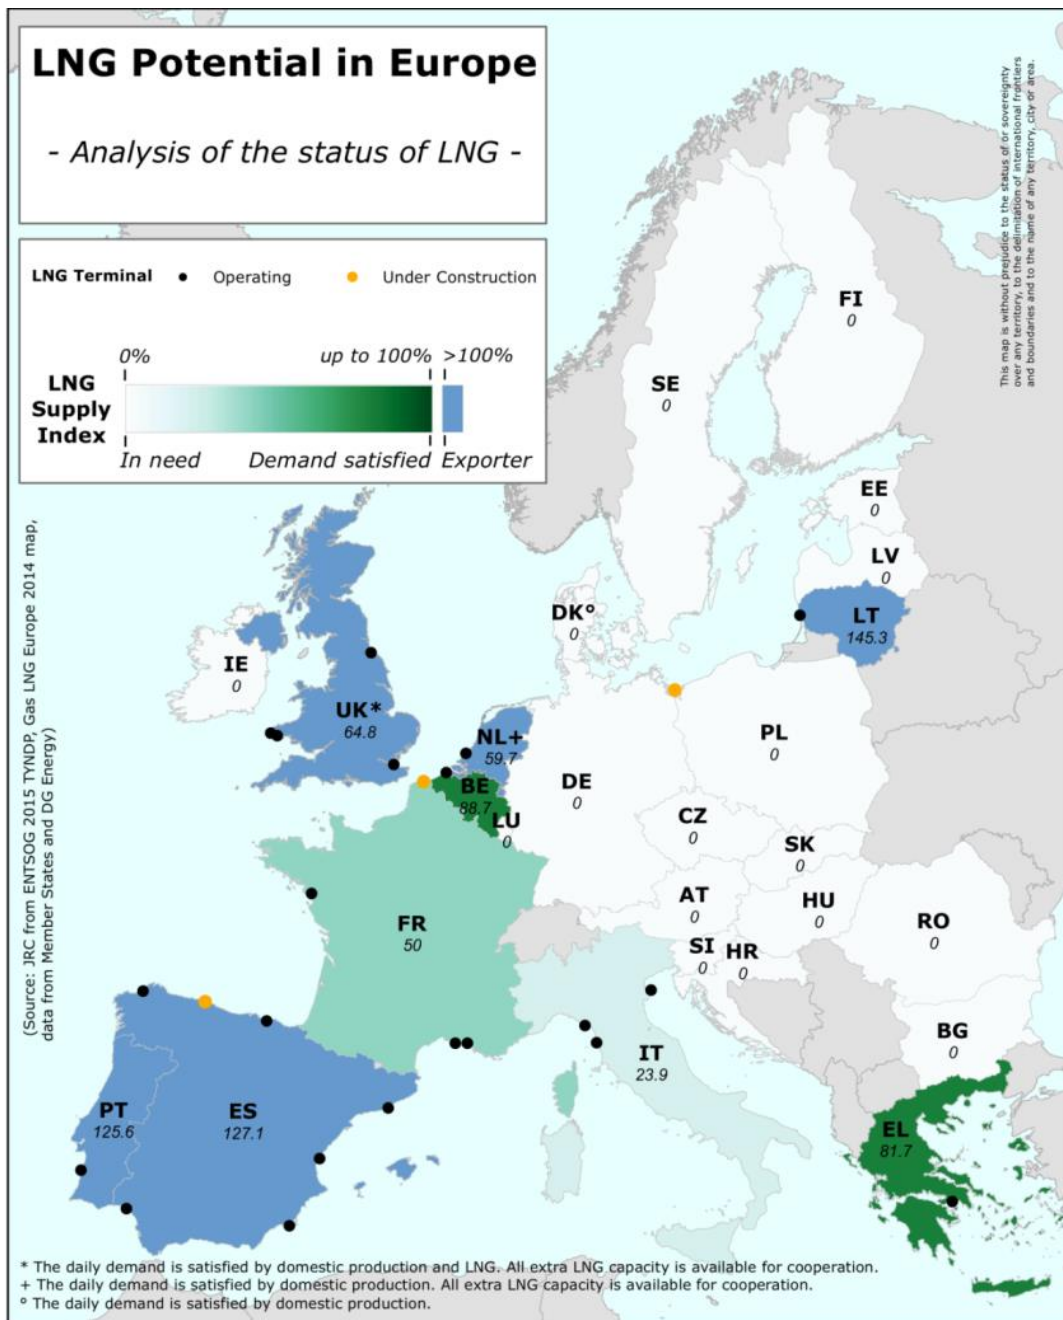 LNG Potential in Europe
- Analysis of the status of LNG -
LNG Terminal
Operating
Under Construction
0%
up to 100%
>100%
LNG
Supply
Index
In need
Demand satisfied
Exporter
This map is without prejudice to the status of or sovereignty
over any territory, to the delimitation of international frontiers
and boundaries and to the name of any territory, city or area.
(Source: JRC from ENTSOG 2015 TYNDP, Gas LNG Europe 2014 map,
data from Member States and DG Energy)
FI
0
SE
0
EE
0
LV
0
LT
145.3
DK°
0
IE
0
UK*
64.8
NL+
59.7
BE
88.7
LU
0
DE
0
PL
0
CZ
0
SK
0
AT
0
HU
0
RO
0
SI
0
HR
0
FR
50
IT
23.9
BG
0
PT
125.6
ES
127.1
EL
81.7
* The daily demand is satisfied by domestic production and LNG. All extra LNG capacity is available for cooperation.
+ The daily demand is satisfied by domestic production. All extra LNG capacity is available for cooperation.
° The daily demand is satisfied by domestic production.